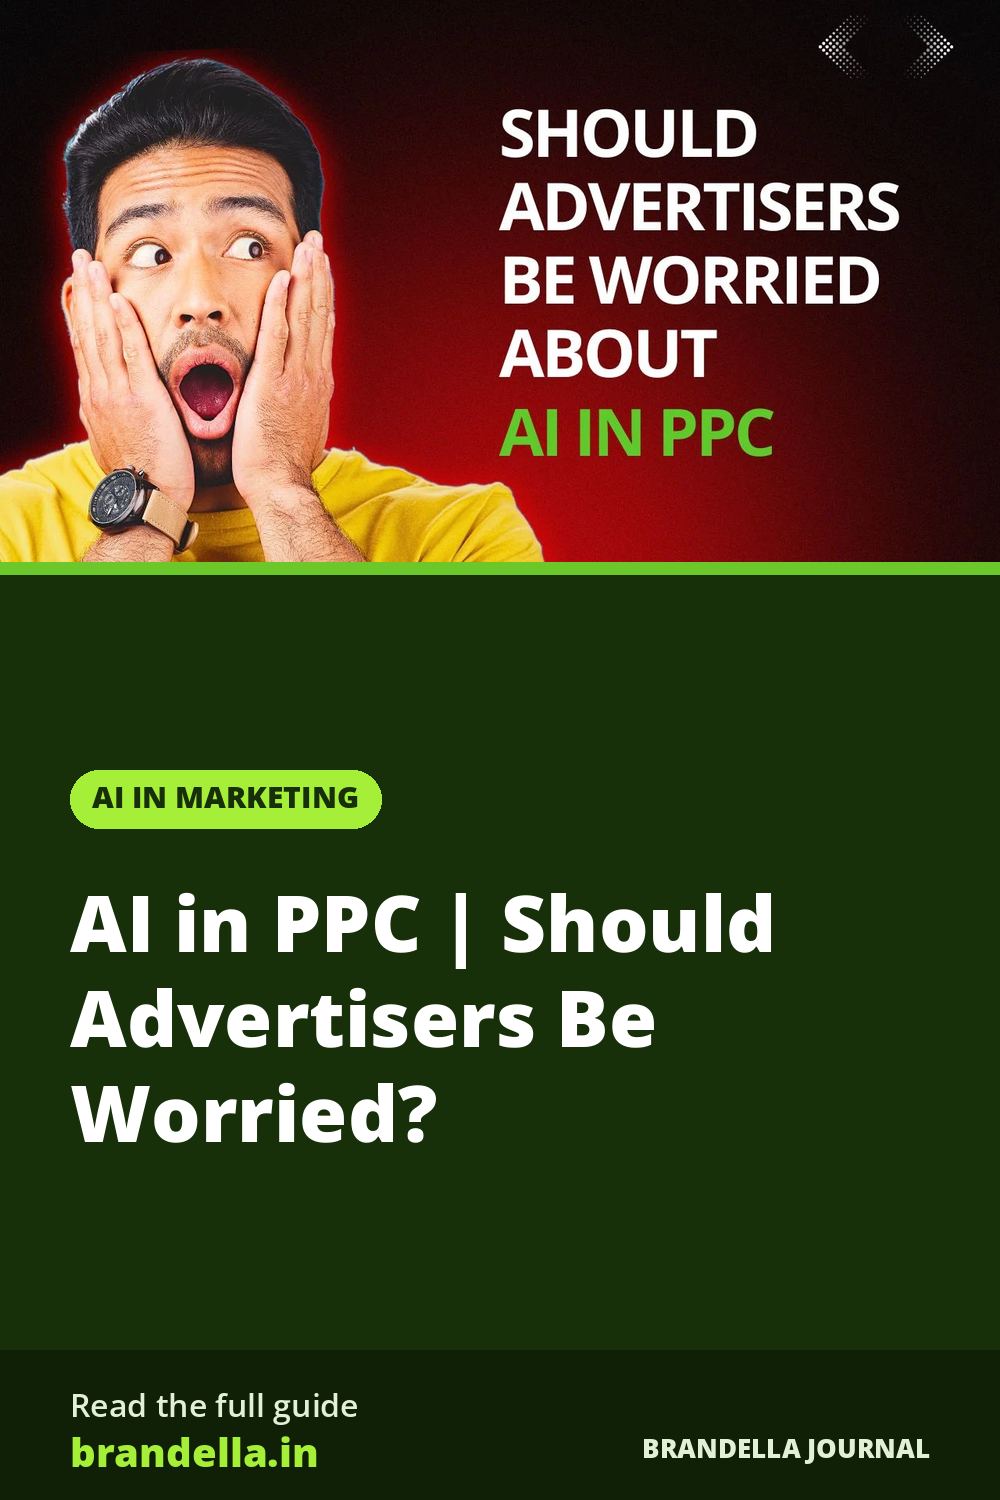 SHOULD
ADVERTISERS
BE WORRIED
ABOUT
AI IN PPC
AI IN MARKETING
AI in PPC | Should
Advertisers Be
Worried?
Read the full guide
brandella.in
BRANDELLA JOURNAL